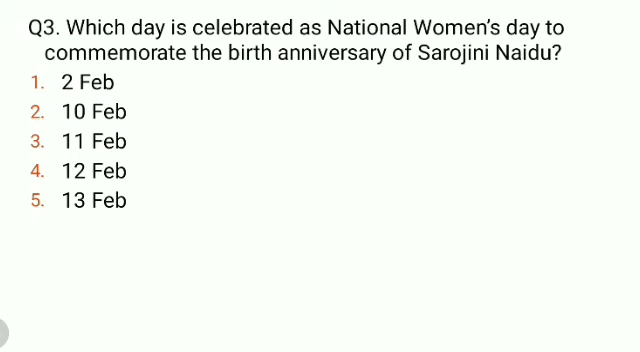 Q3. Which day is celebrated as National Women's day to
commemorate the birth anniversary of Sarojini Naidu?
1. 2 Feb
2. 10 Feb
3. 11 Feb
4. 12 Feb
5. 13 Feb